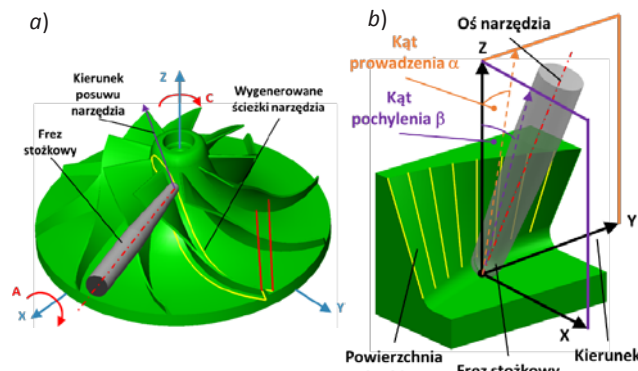 a)
Kierunek
posuwu
narzędzia
Z
C
Wygenerowane
ścieżki narzędzia
Frez
stożkowy
A
X
Y
b)
Oś narzędzia
Kąt
prowadzenia α
Z
Kąt
pochylenia β
Y
X
Powierzchnia
Kierunek
Frez stożkowy